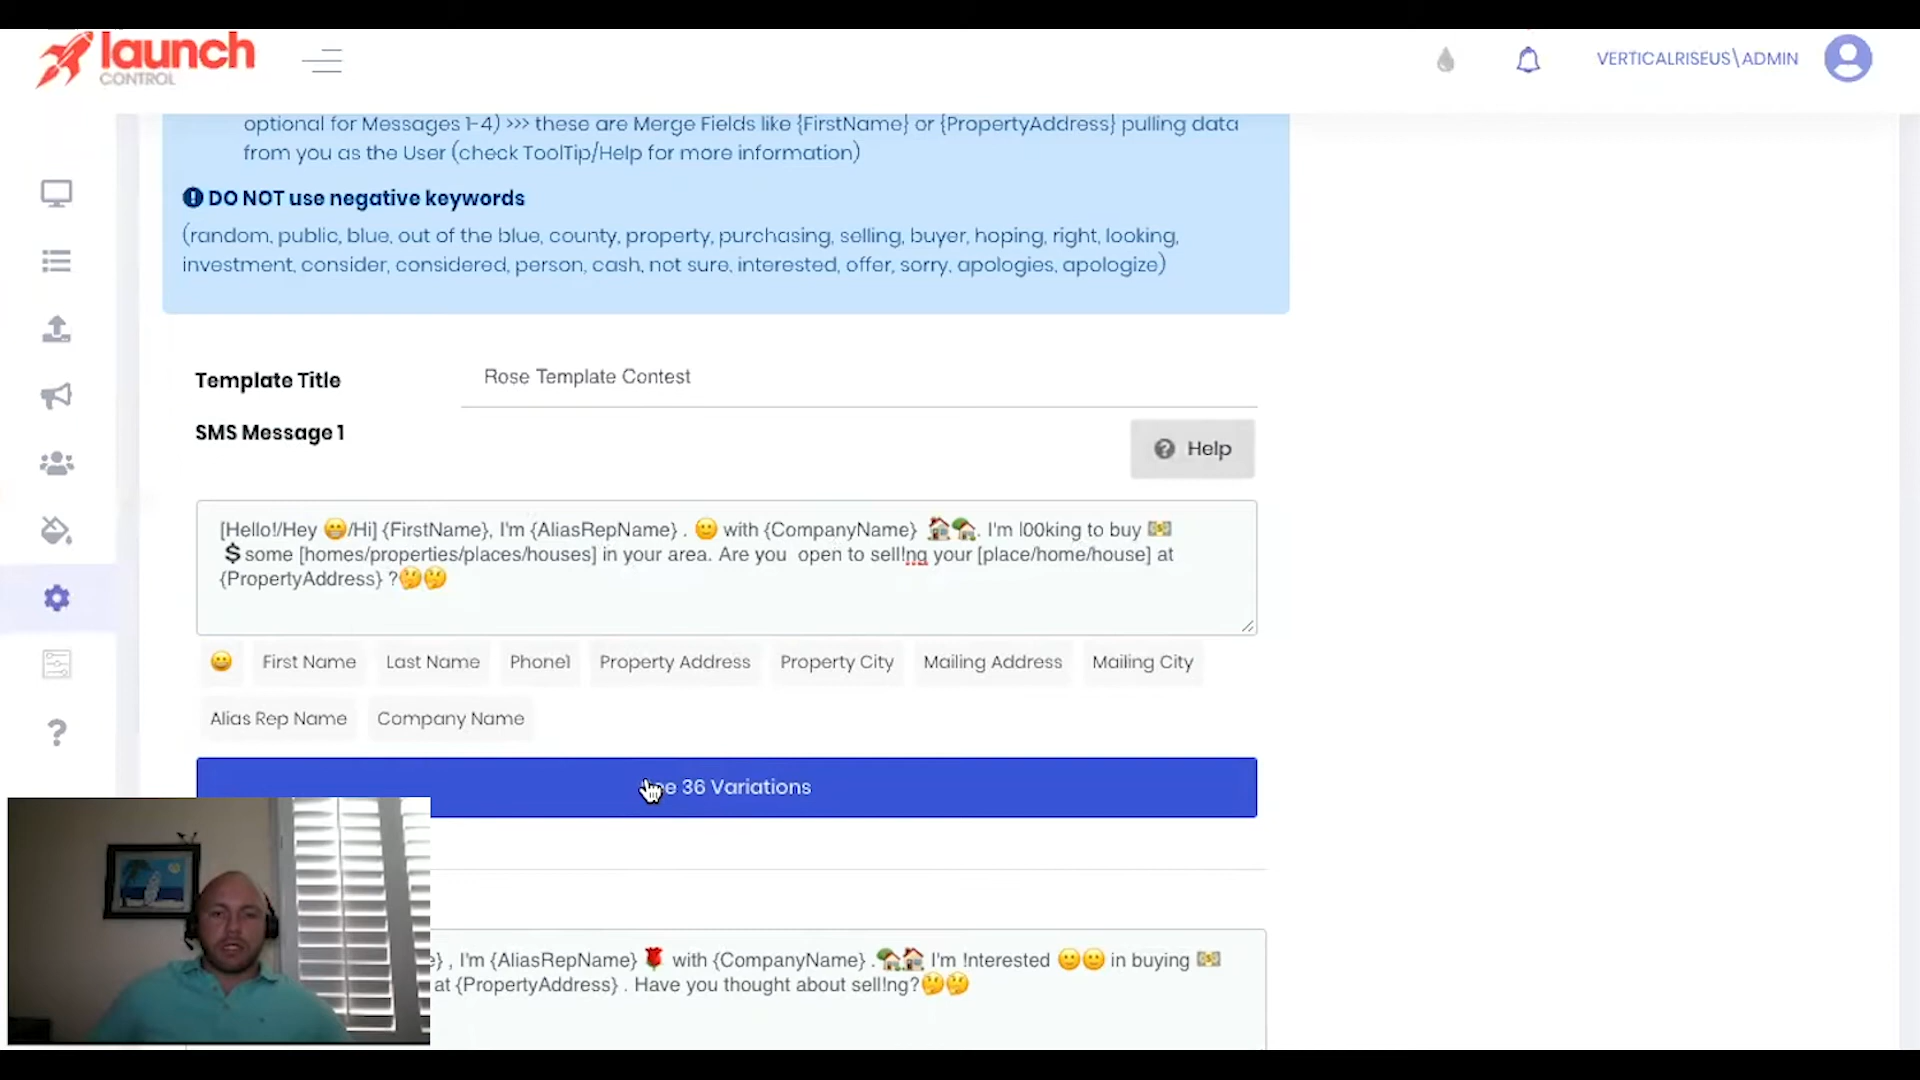 launch
CONTROL
VERTICALRISEUS\ADMIN
optional for Messages 1-4) >>> these are Merge Fields like {FirstName} or {PropertyAddress} pulling data
from you as the User (check ToolTip/Help for more information)
DO NOT use negative keywords
(random, public, blue, out of the blue, county, property, purchasing, selling, buyer, hoping, right, looking,
investment, consider, considered, person, cash, not sure, interested, offer, sorry, apologies, apologize)
Template Title
Rose Template Contest
SMS Message 1
Help
[Hello!/Hey 😬/Hi] {FirstName}, I'm {AliasRepName} . 🙂 with {CompanyName} 🏠🏡. I'm l00king to buy 💵
💲some [homes/properties/places/houses] in your area. Are you open to sell!ng your [place/home/house] at
{PropertyAddress} ?🤔🤔
First Name Last Name Phone1 Property Address Property City Mailing Address Mailing City
Alias Rep Name Company Name
36 Variations
, I'm {AliasRepName} 🌹 with {CompanyName} .🏡🏠 I'm !nterested 🙂🙂 in buying 💵
at {PropertyAddress} . Have you thought about sell!ng?🤔🤔